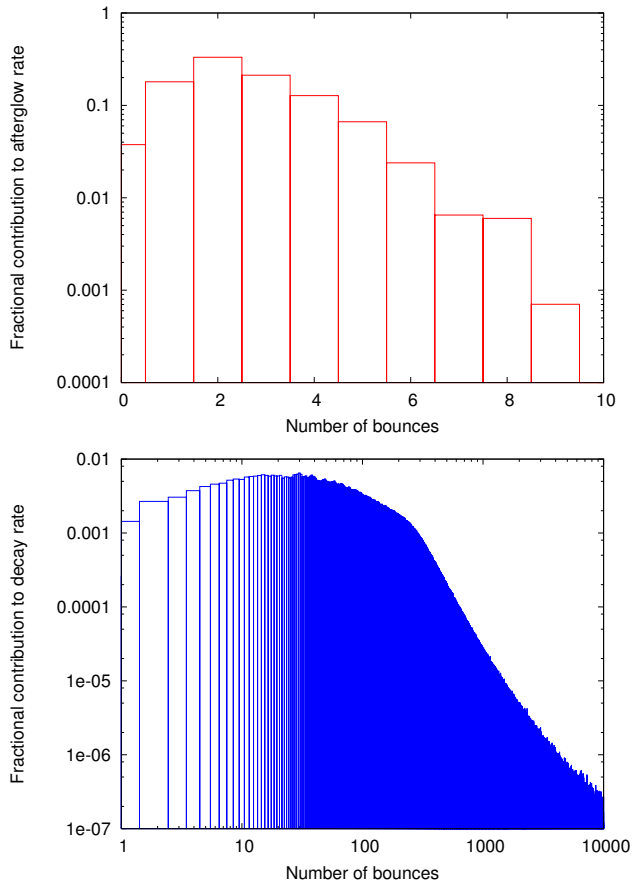 Fractional contribution to afterglow rate
1
0.1
0.01
0.001
0.0001
0 2 4 6 8 10
Number of bounces
Fractional contribution to decay rate
0.01
0.001
0.0001
1e-05
1e-06
1e-07
1 10 100 1000 10000
Number of bounces